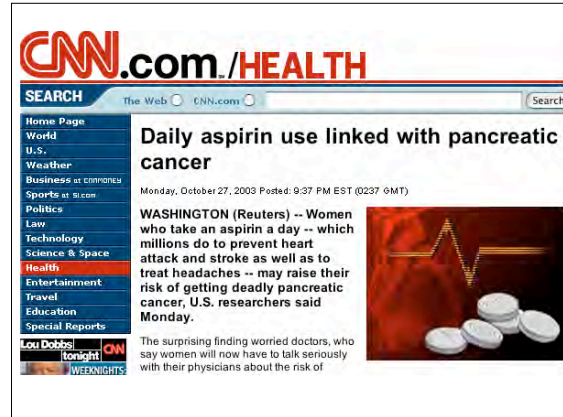 CNN.com./HEALTH
SEARCH The Web CNN.com Search
Home Page
World
U.S.
Weather
Business at CNNMONEY
Sports at SI.com
Politics
Law
Technology
Science & Space
Health
Entertainment
Travel
Education
Special Reports
Lou Dobbs
tonight CNN
WEEKNIGHTS:
Daily aspirin use linked with pancreatic
cancer
Monday, October 27, 2003 Posted: 9:37 PM EST (0237 GMT)
WASHINGTON (Reuters) -- Women
who take an aspirin a day -- which
millions do to prevent heart
attack and stroke as well as to
treat headaches -- may raise their
risk of getting deadly pancreatic
cancer, U.S. researchers said
Monday.
The surprising finding worried doctors, who
say women will now have to talk seriously
with their physicians about the risk of